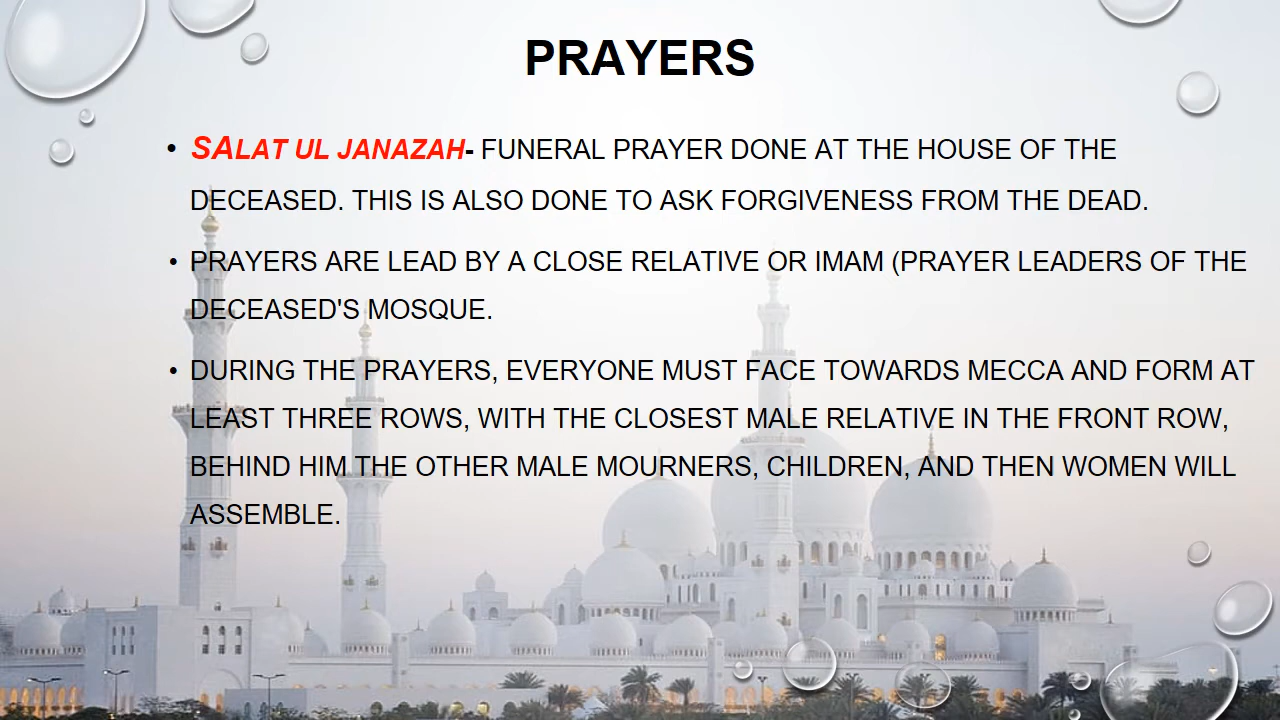 PRAYERS
• SALAT UL JANAZAH- FUNERAL PRAYER DONE AT THE HOUSE OF THE
DECEASED. THIS IS ALSO DONE TO ASK FORGIVENESS FROM THE DEAD.
• PRAYERS ARE LEAD BY A CLOSE RELATIVE OR IMAM (PRAYER LEADERS OF THE
DECEASED'S MOSQUE.
• DURING THE PRAYERS, EVERYONE MUST FACE TOWARDS MECCA AND FORM AT
LEAST THREE ROWS, WITH THE CLOSEST MALE RELATIVE IN THE FRONT ROW,
BEHIND HIM THE OTHER MALE MOURNERS, CHILDREN, AND THEN WOMEN WILL
ASSEMBLE.